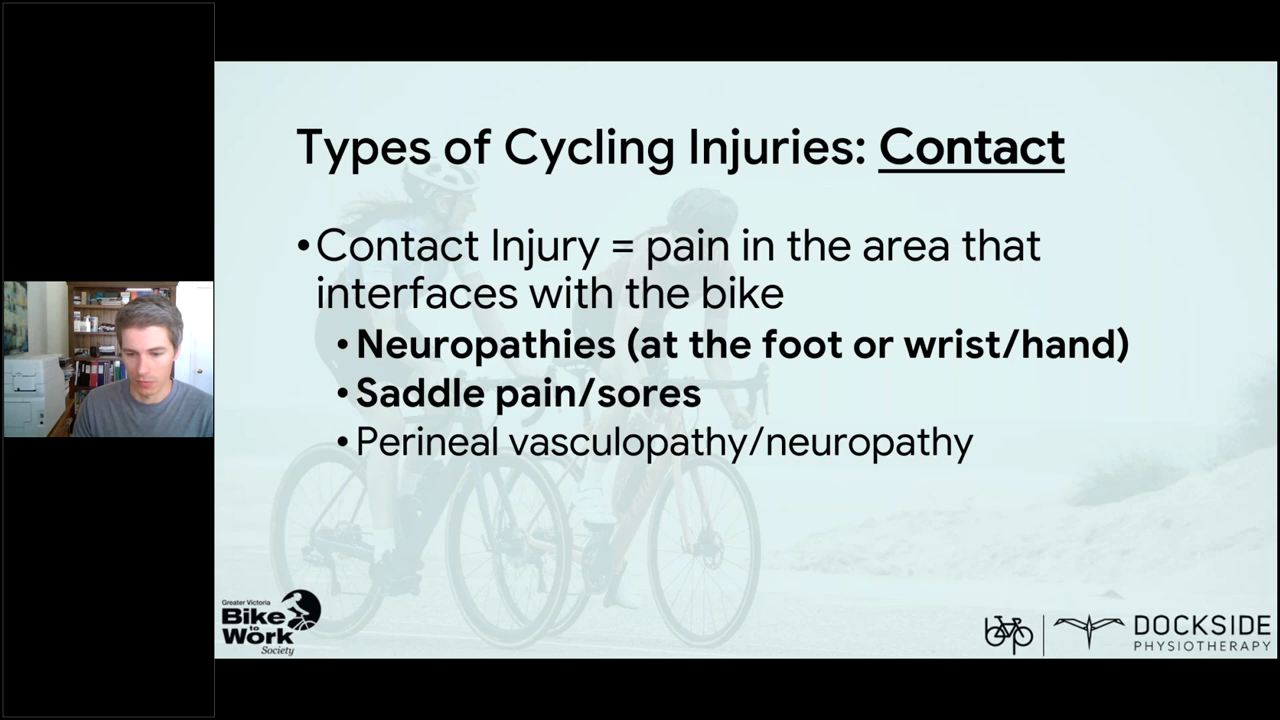 Types of Cycling Injuries: Contact
•Contact Injury = pain in the area that
interfaces with the bike
•Neuropathies (at the foot or wrist/hand)
•Saddle pain/sores
•Perineal vasculopathy/neuropathy
Greater Victoria
Bike
to
Work
Society
DOCKSIDE
PHYSIOTHERAPY